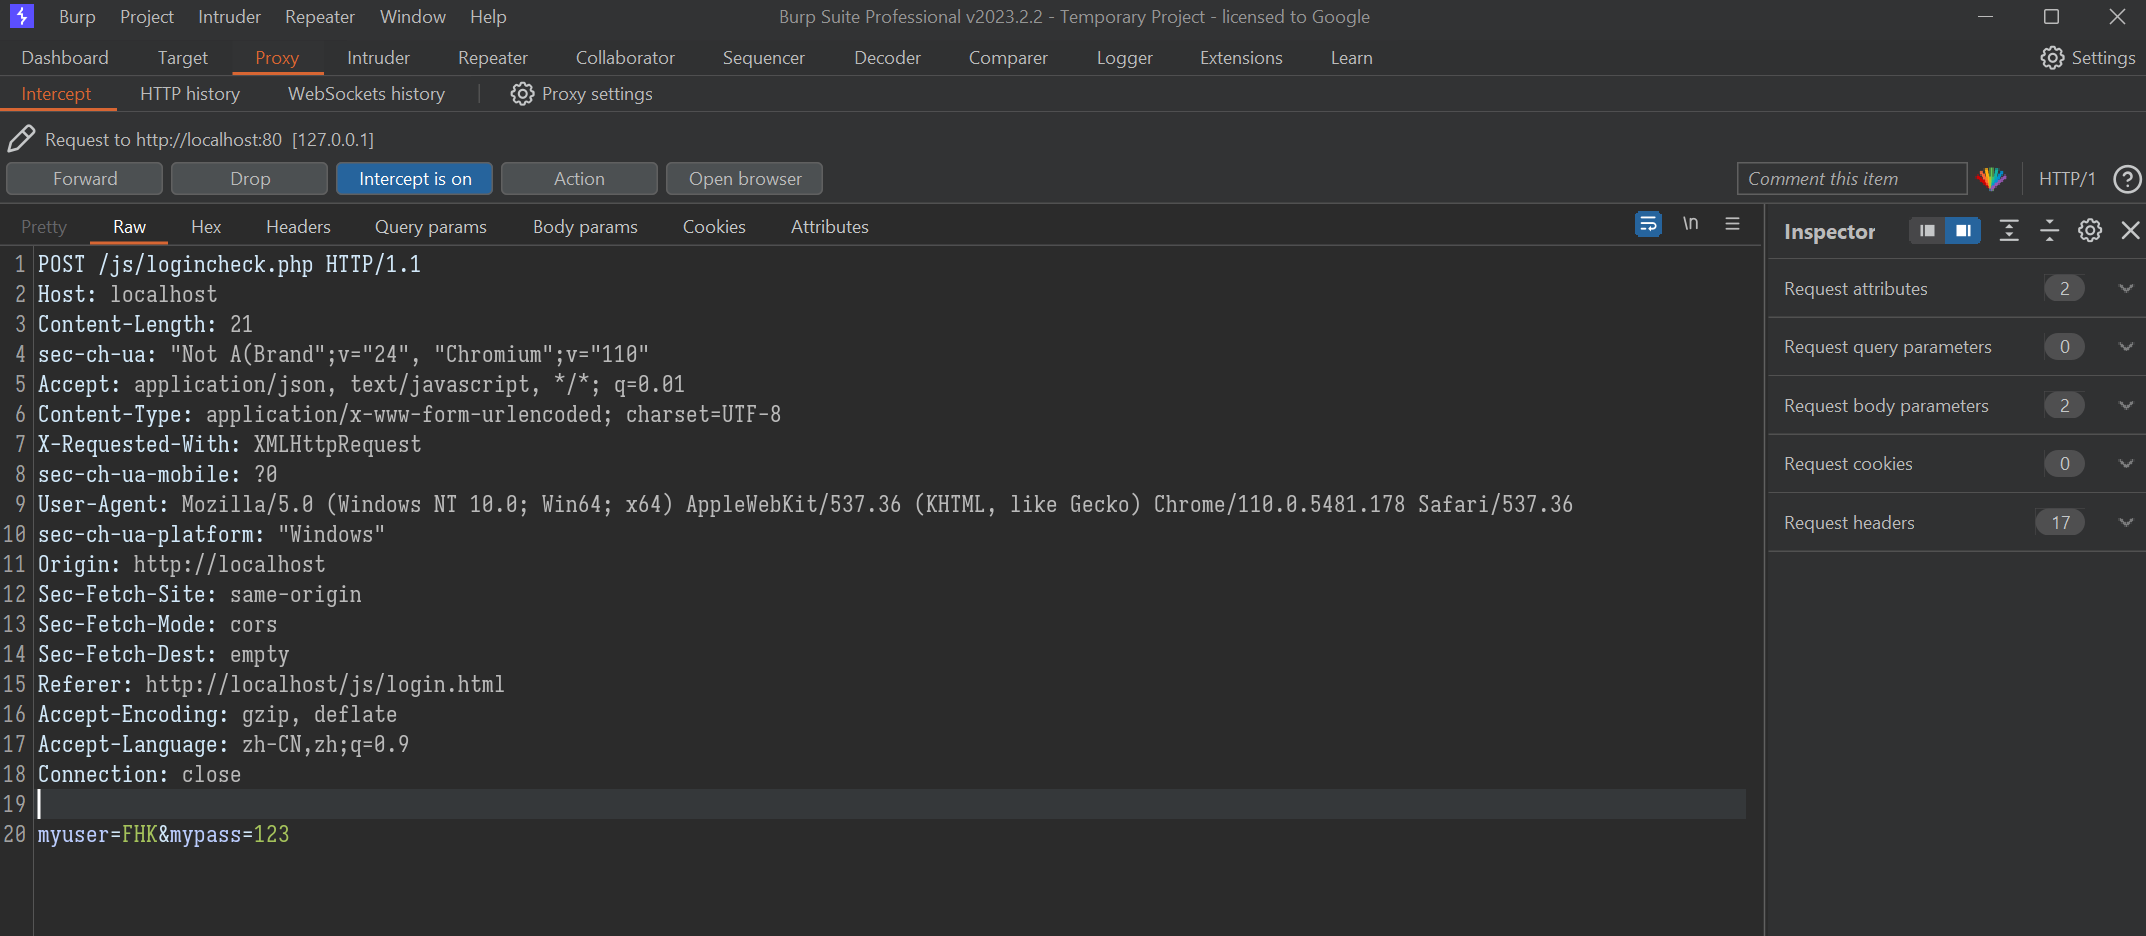 Burp Project Intruder Repeater Window Help Burp Suite Professional v2023.2.2 - Temporary Project - licensed to Google
Dashboard Target Proxy Intruder Repeater Collaborator Sequencer Decoder Comparer Logger Extensions Learn Settings
Intercept HTTP history WebSockets history Proxy settings
Request to http://localhost:80 [127.0.0.1]
Forward Drop Intercept is on Action Open browser Comment this item HTTP/1 ?
Pretty Raw Hex Headers Query params Body params Cookies Attributes \n
1 POST /js/logincheck.php HTTP/1.1
2 Host: localhost
3 Content-Length: 21
4 sec-ch-ua: "Not A(Brand";v="24", "Chromium";v="110"
5 Accept: application/json, text/javascript, */*; q=0.01
6 Content-Type: application/x-www-form-urlencoded; charset=UTF-8
7 X-Requested-With: XMLHttpRequest
8 sec-ch-ua-mobile: ?0
9 User-Agent: Mozilla/5.0 (Windows NT 10.0; Win64; x64) AppleWebKit/537.36 (KHTML, like Gecko) Chrome/110.0.5481.178 Safari/537.36
10 sec-ch-ua-platform: "Windows"
11 Origin: http://localhost
12 Sec-Fetch-Site: same-origin
13 Sec-Fetch-Mode: cors
14 Sec-Fetch-Dest: empty
15 Referer: http://localhost/js/login.html
16 Accept-Encoding: gzip, deflate
17 Accept-Language: zh-CN,zh;q=0.9
18 Connection: close
19
20 myuser=FHK&mypass=123
Inspector
Request attributes 2
Request query parameters 0
Request body parameters 2
Request cookies 0
Request headers 17